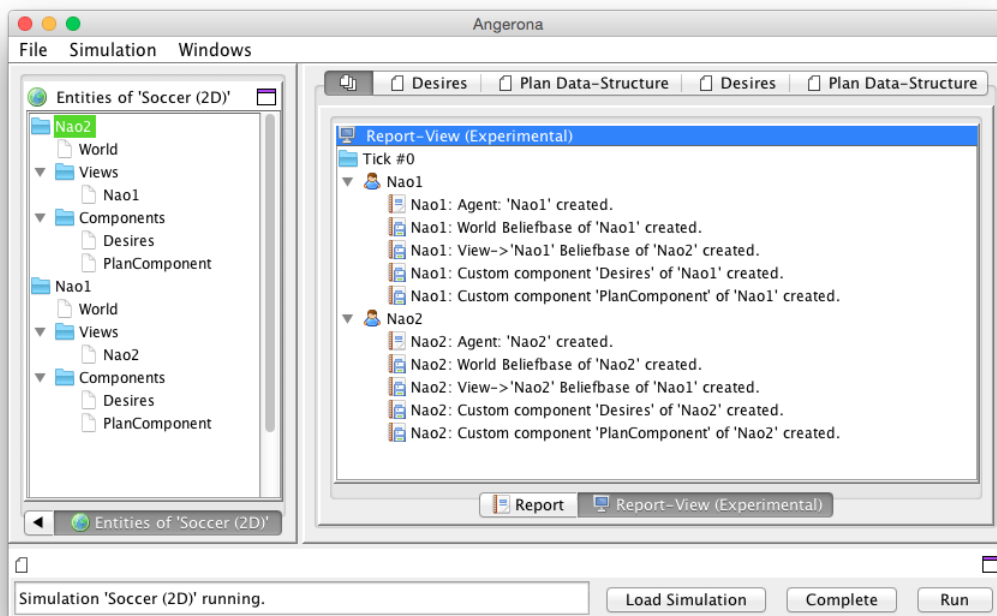 Angerona
File Simulation Windows
Entities of 'Soccer (2D)'
Nao2
World
Views
Nao1
Components
Desires
PlanComponent
Nao1
World
Views
Nao2
Components
Desires
PlanComponent
Entities of 'Soccer (2D)'
Desires Plan Data-Structure Desires Plan Data-Structure
Report-View (Experimental)
Tick #0
Nao1
Nao1: Agent: 'Nao1' created.
Nao1: World Beliefbase of 'Nao1' created.
Nao1: View->'Nao1' Beliefbase of 'Nao2' created.
Nao1: Custom component 'Desires' of 'Nao1' created.
Nao1: Custom component 'PlanComponent' of 'Nao1' created.
Nao2
Nao2: Agent: 'Nao2' created.
Nao2: World Beliefbase of 'Nao2' created.
Nao2: View->'Nao2' Beliefbase of 'Nao1' created.
Nao2: Custom component 'Desires' of 'Nao2' created.
Nao2: Custom component 'PlanComponent' of 'Nao2' created.
Report Report-View (Experimental)
Simulation 'Soccer (2D)' running.
Load Simulation Complete Run